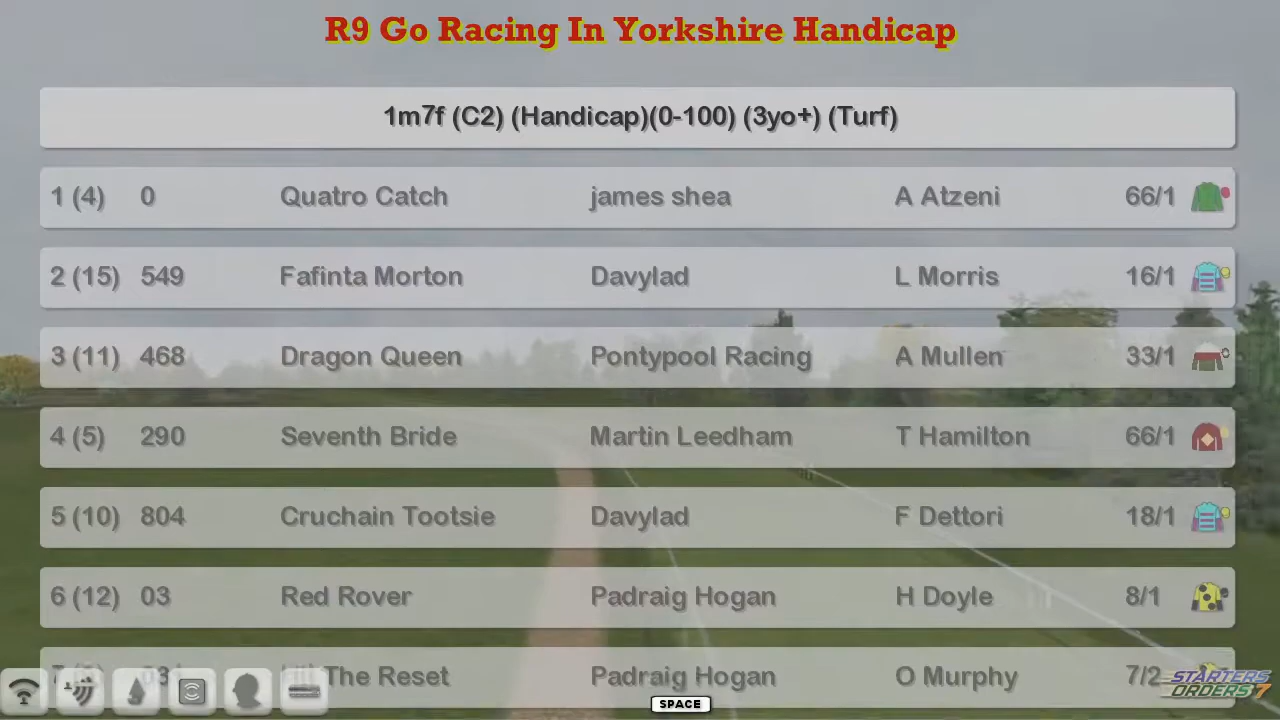 R9 Go Racing In Yorkshire Handicap
1m7f (C2) (Handicap)(0-100) (3yo+) (Turf)
1 (4) 0 Quatro Catch james shea A Atzeni 66/1
2 (15) 549 Fafinta Morton Davylad L Morris 16/1
3 (11) 468 Dragon Queen Pontypool Racing A Mullen 33/1
4 (5) 290 Seventh Bride Martin Leedham T Hamilton 66/1
5 (10) 804 Cruchain Tootsie Davylad F Dettori 18/1
6 (12) 03 Red Rover Padraig Hogan H Doyle 8/1
The Reset Padraig Hogan O Murphy 7/2
STARTERS ORDERS 7
SPACE